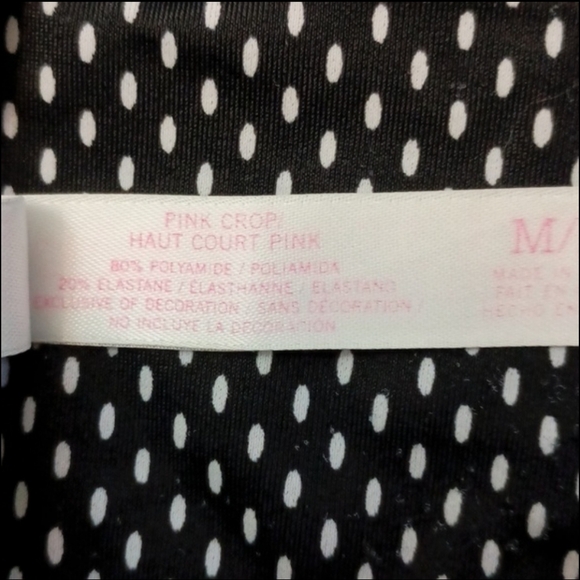 PINK CROP/
HAUT COURT PINK
80% POLYAMIDE / POLIAMIDA
20% ELASTANE / ÉLASTHANNE / ELASTANO
EXCLUSIVE OF DECORATION / SANS DÉCORATION /
NO INCLUYE LA DECORACIÓN
M/
MADE IN
FAIT EN
HECHO EN